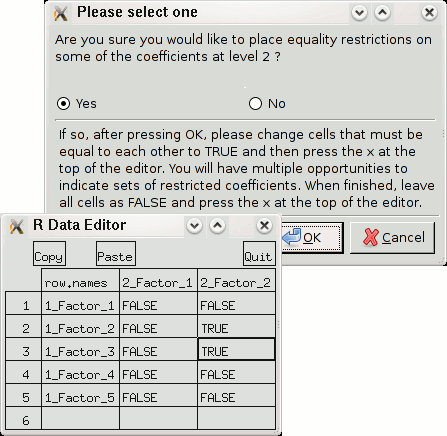 Please select one
Are you sure you would like to place equality restrictions on
some of the coefficients at level 2 ?
Yes No
If so, after pressing OK, please change cells that must be
equal to each other to TRUE and then press the x at the
top of the editor. You will have multiple opportunities to
indicate sets of restricted coefficients. When finished, leave
all cells as FALSE and press the x at the top of the editor.
OK Cancel
R Data Editor
Copy Paste Quit
row.names 2_Factor_1 2_Factor_2
1 1_Factor_1 FALSE FALSE
2 1_Factor_2 FALSE TRUE
3 1_Factor_3 FALSE TRUE
4 1_Factor_4 FALSE FALSE
5 1_Factor_5 FALSE FALSE
6